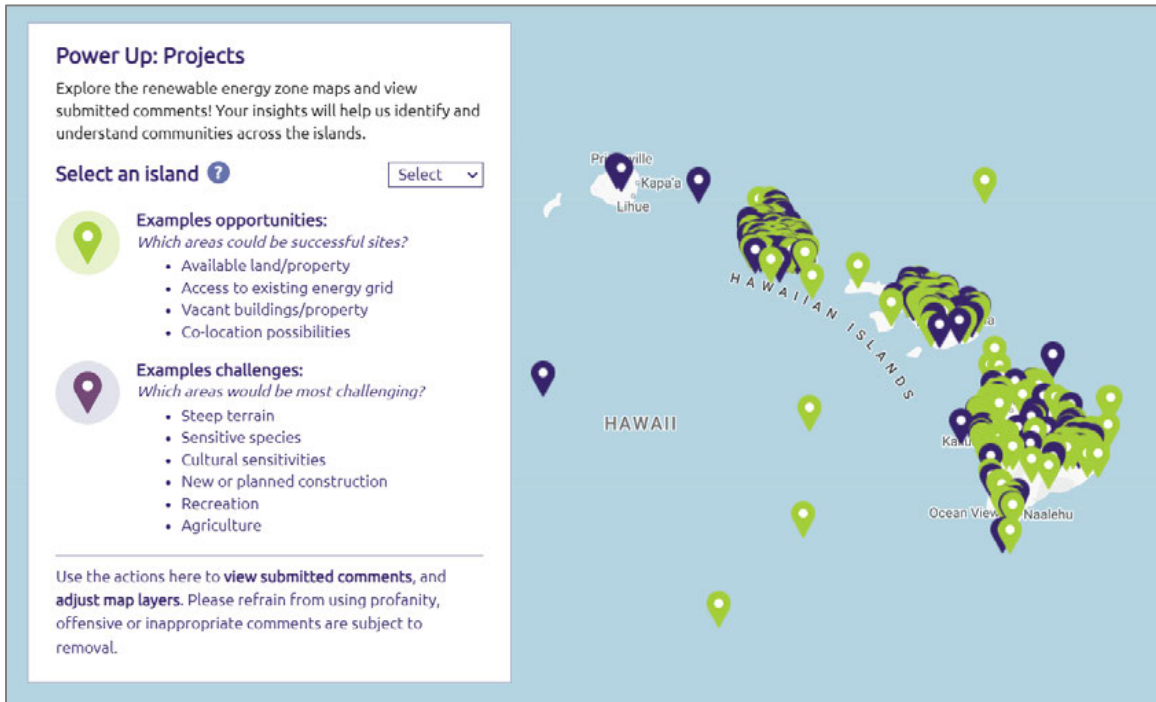 Power Up: Projects
Explore the renewable energy zone maps and view
submitted comments! Your insights will help us identify and
understand communities across the islands.
Select an island ?
Select
Examples opportunities:
Which areas could be successful sites?
• Available land/property
• Access to existing energy grid
• Vacant buildings/property
• Co-location possibilities
Examples challenges:
Which areas would be most challenging?
• Steep terrain
• Sensitive species
• Cultural sensitivities
• New or planned construction
• Recreation
• Agriculture
Use the actions here to view submitted comments, and
adjust map layers. Please refrain from using profanity,
offensive or inappropriate comments are subject to
removal.
Kapa'a
Lihue
HAWAIIAN ISLANDS
HAWAII
Ocean View
Naalehu